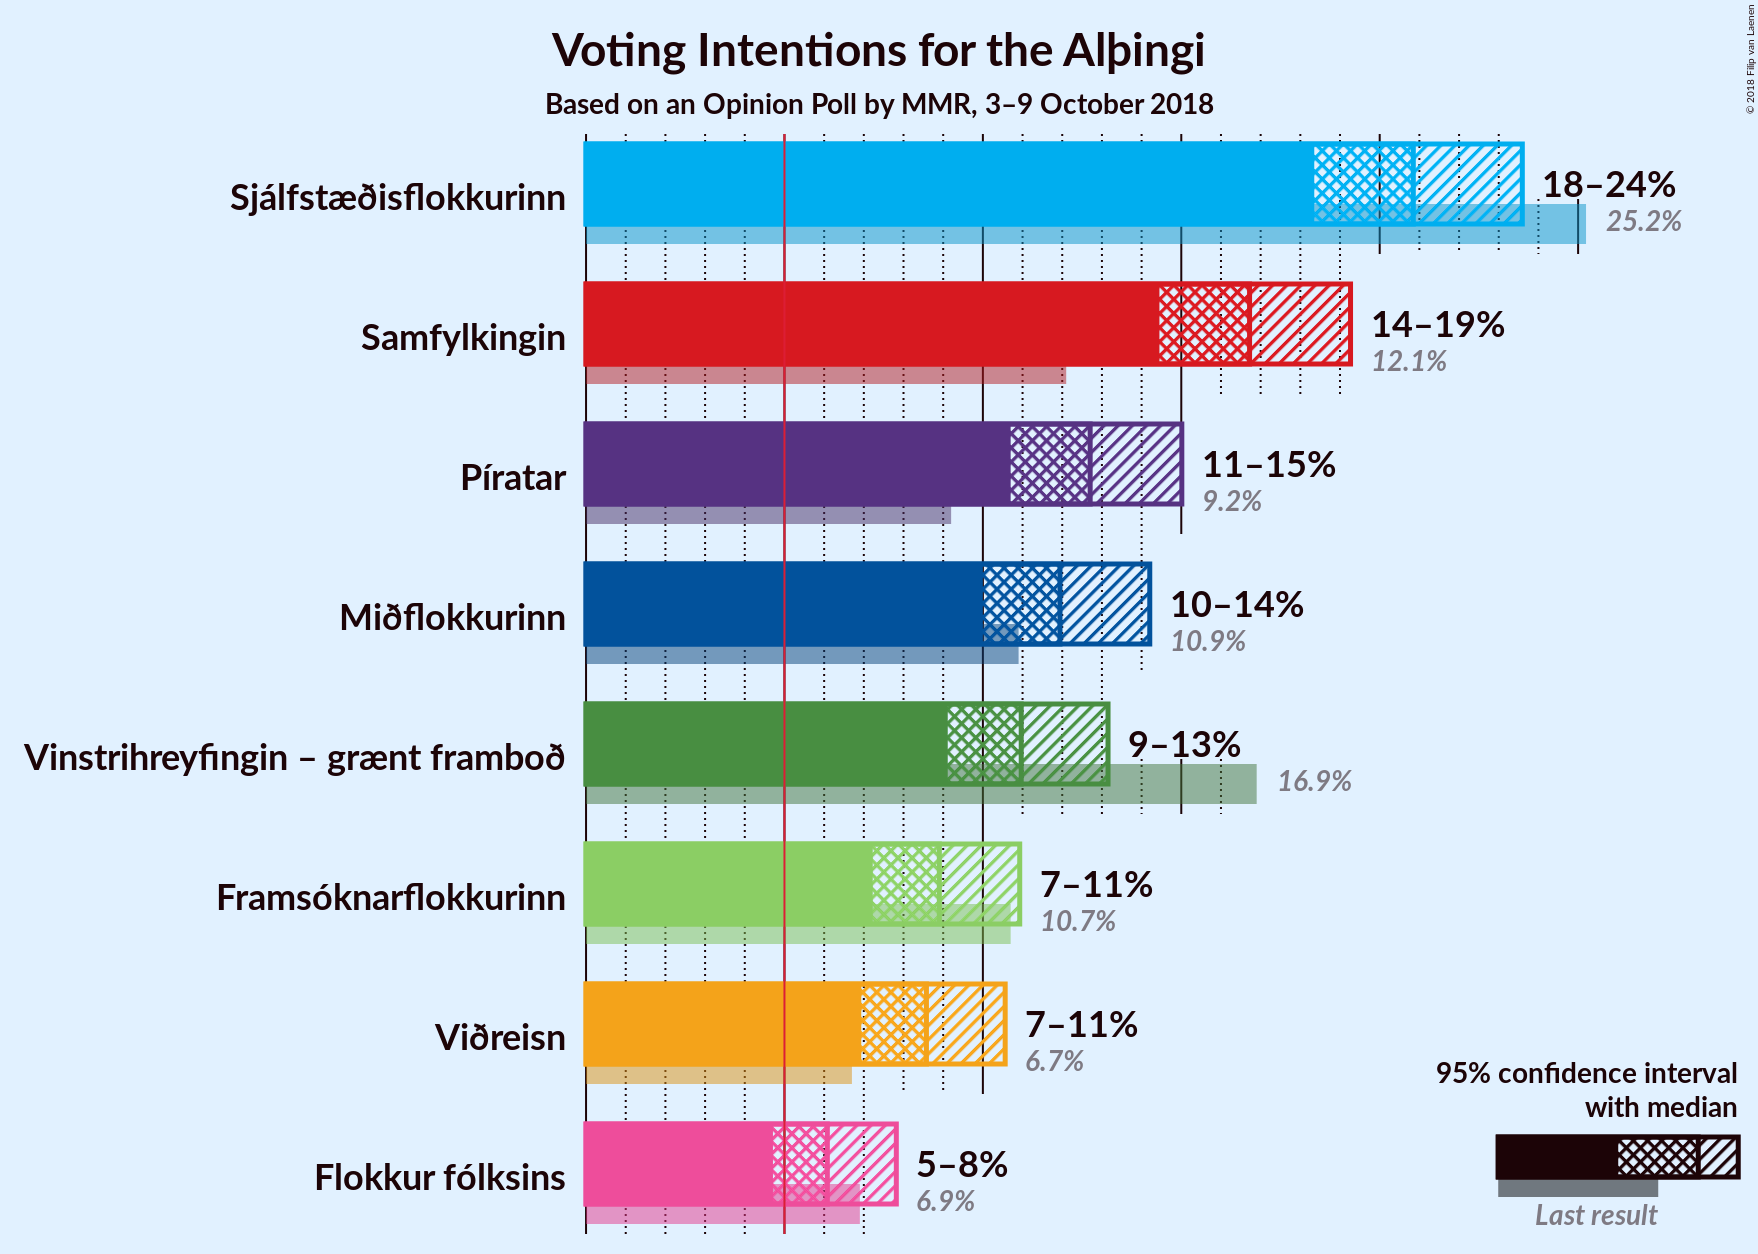 Voting Intentions for the Alþingi
Based on an Opinion Poll by MMR, 3–9 October 2018
© 2018 Filip van Laenen
Sjálfstæðisflokkurinn
18–24%
25.2%
Samfylkingin
14–19%
12.1%
Píratar
11–15%
9.2%
Miðflokkurinn
10–14%
10.9%
Vinstrihreyfingin – grænt framboð
9–13%
16.9%
Framsóknarflokkurinn
7–11%
10.7%
Viðreisn
7–11%
6.7%
Flokkur fólksins
5–8%
6.9%
95% confidence interval
with median
Last result